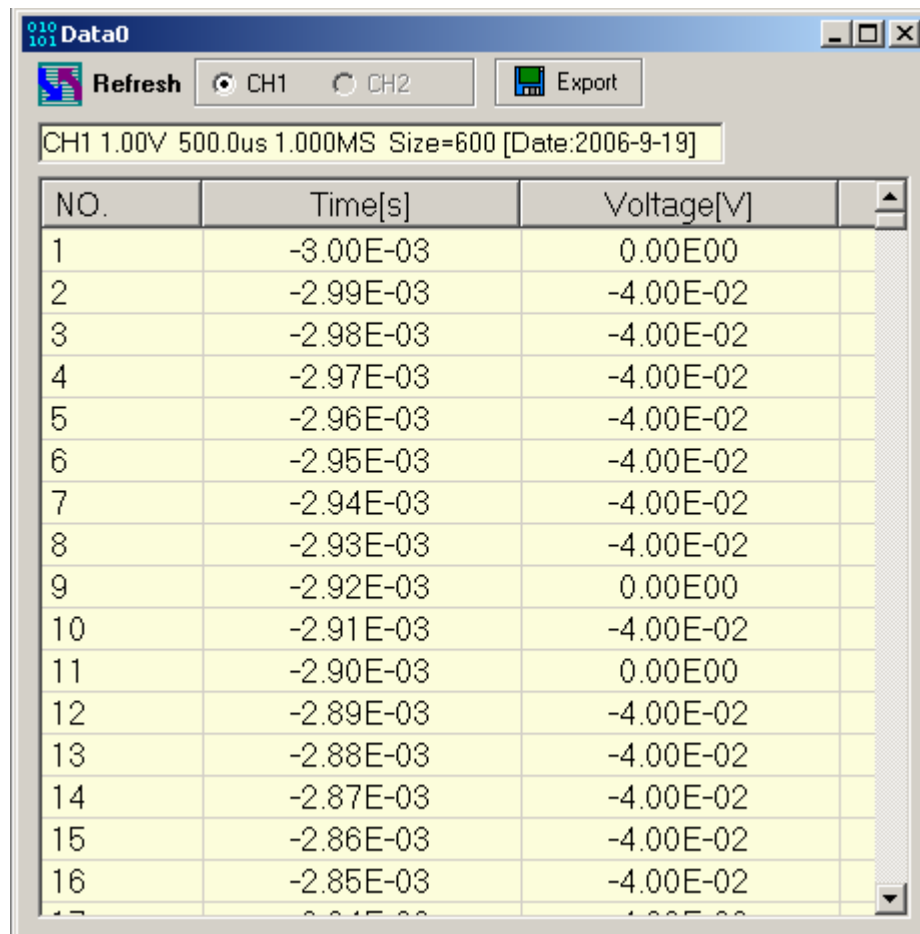 010
101 Data0
Refresh CH1 CH2 Export
CH1 1.00V 500.0us 1.000MS Size=600 [Date:2006-9-19]
NO. Time[s] Voltage[V]
1 -3.00E-03 0.00E00
2 -2.99E-03 -4.00E-02
3 -2.98E-03 -4.00E-02
4 -2.97E-03 -4.00E-02
5 -2.96E-03 -4.00E-02
6 -2.95E-03 -4.00E-02
7 -2.94E-03 -4.00E-02
8 -2.93E-03 -4.00E-02
9 -2.92E-03 0.00E00
10 -2.91E-03 -4.00E-02
11 -2.90E-03 0.00E00
12 -2.89E-03 -4.00E-02
13 -2.88E-03 -4.00E-02
14 -2.87E-03 -4.00E-02
15 -2.86E-03 -4.00E-02
16 -2.85E-03 -4.00E-02